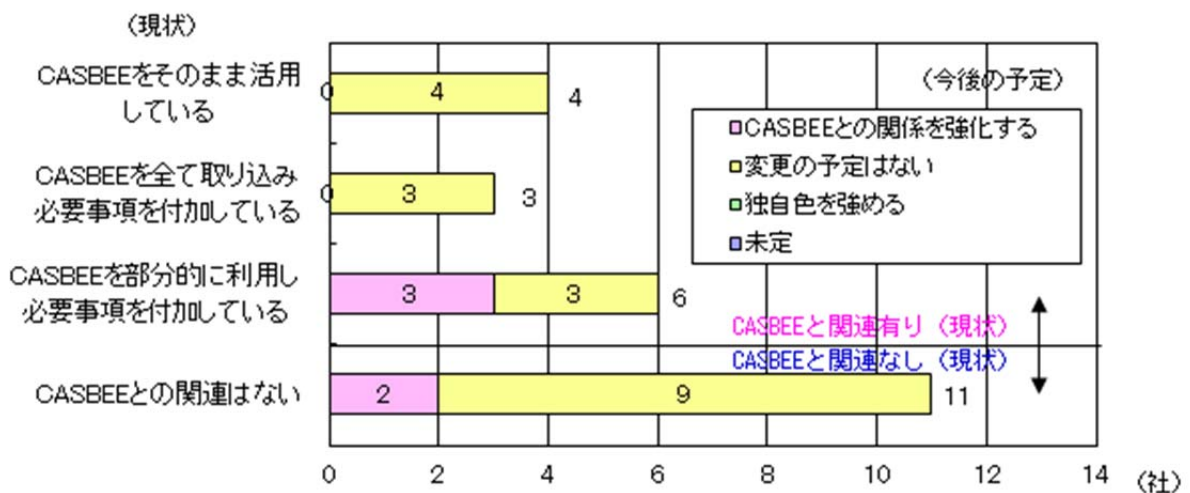 （現状）
CASBEEをそのまま活用
している
0
4
4
（今後の予定）
CASBEEとの関係を強化する
変更の予定はない
独自色を強める
未定
CASBEEを全て取り込み
必要事項を付加している
0
3
3
CASBEEを部分的に利用し
必要事項を付加している
3
3
6
CASBEEと関連有り（現状）
CASBEEと関連なし（現状）
CASBEEとの関連はない
2
9
11
0 2 4 6 8 10 12 14 （社）